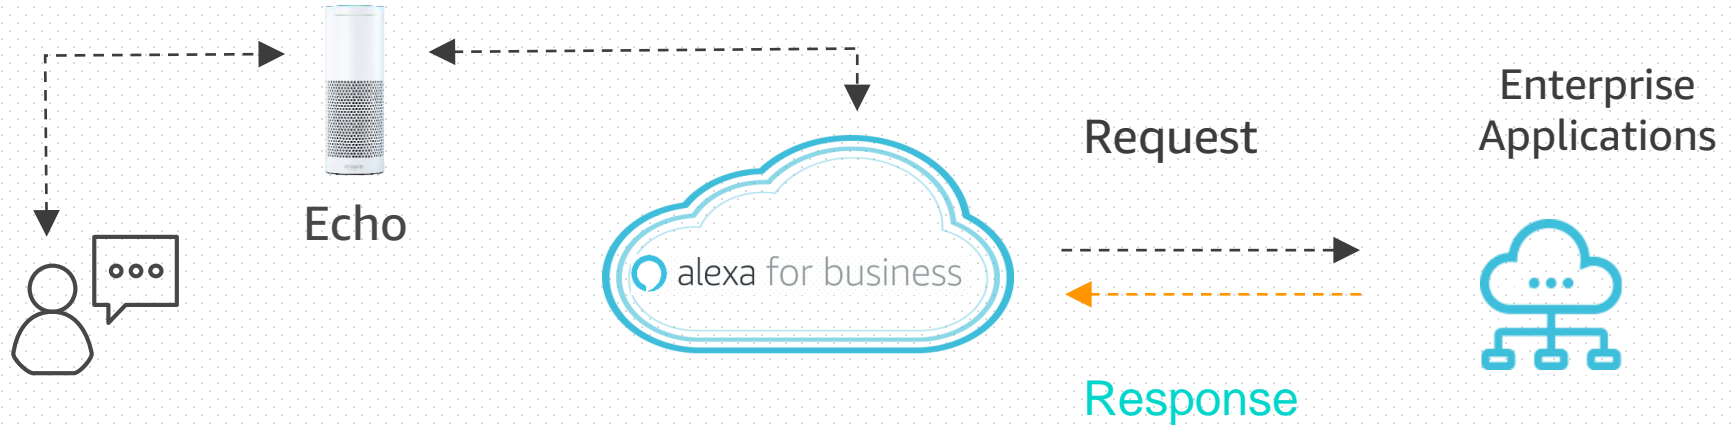 Echo
alexa for business
Request
Response
Enterprise
Applications